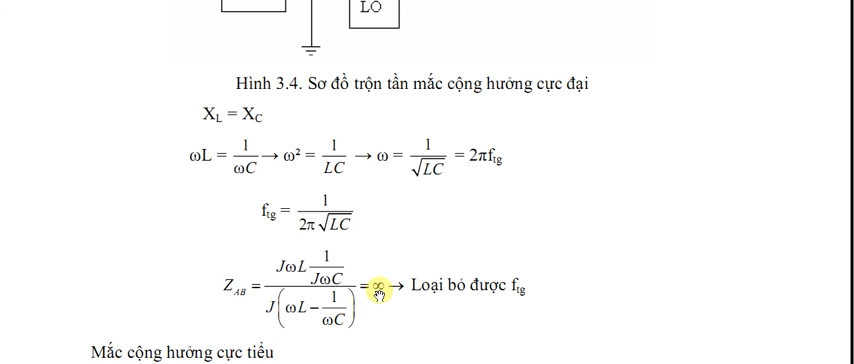 LO
Hình 3.4. Sơ đồ trộn tần mắc cộng hưởng cực đại
X_L = X_C
ωL = 1/(ωC) → ω² = 1/(LC) → ω = 1/√(LC) = 2πf_tg
f_tg = 1/(2π√(LC))
Z_AB = (JωL 1/(JωC))/(J(ωL − 1/(ωC))) = ∞ → Loại bỏ được f_tg
Mắc cộng hưởng cực tiểu